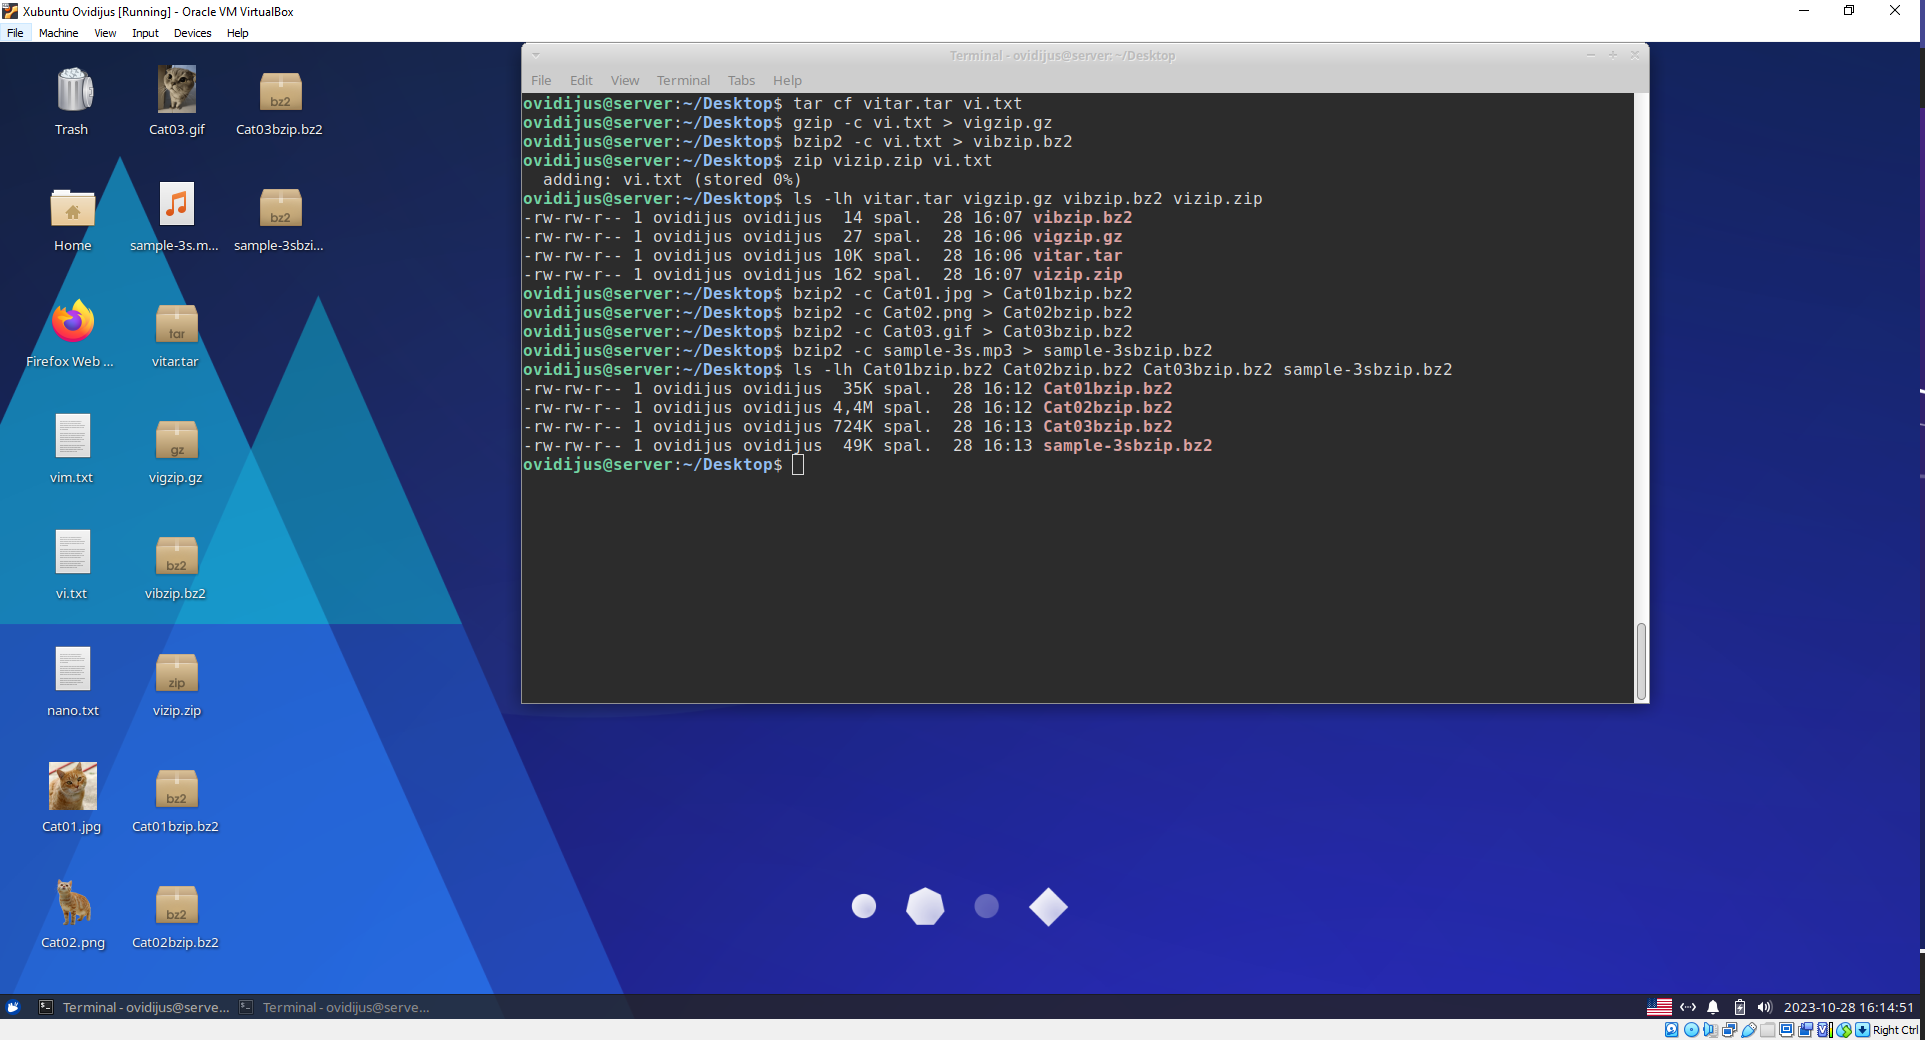 Xubuntu Ovidijus [Running] - Oracle VM VirtualBox
File Machine View Input Devices Help
Trash
Cat03.gif
bz2
Cat03bzip.bz2
Home
sample-3s.m...
bz2
sample-3sbzi...
Firefox Web ...
tar
vitar.tar
vim.txt
gz
vigzip.gz
vi.txt
bz2
vibzip.bz2
nano.txt
zip
vizip.zip
Cat01.jpg
bz2
Cat01bzip.bz2
Cat02.png
bz2
Cat02bzip.bz2
Terminal - ovidijus@server: ~/Desktop
File Edit View Terminal Tabs Help
ovidijus@server:~/Desktop$ tar cf vitar.tar vi.txt
ovidijus@server:~/Desktop$ gzip -c vi.txt > vigzip.gz
ovidijus@server:~/Desktop$ bzip2 -c vi.txt > vibzip.bz2
ovidijus@server:~/Desktop$ zip vizip.zip vi.txt
  adding: vi.txt (stored 0%)
ovidijus@server:~/Desktop$ ls -lh vitar.tar vigzip.gz vibzip.bz2 vizip.zip
-rw-rw-r-- 1 ovidijus ovidijus  14 spal.  28 16:07 vibzip.bz2
-rw-rw-r-- 1 ovidijus ovidijus  27 spal.  28 16:06 vigzip.gz
-rw-rw-r-- 1 ovidijus ovidijus 10K spal.  28 16:06 vitar.tar
-rw-rw-r-- 1 ovidijus ovidijus 162 spal.  28 16:07 vizip.zip
ovidijus@server:~/Desktop$ bzip2 -c Cat01.jpg > Cat01bzip.bz2
ovidijus@server:~/Desktop$ bzip2 -c Cat02.png > Cat02bzip.bz2
ovidijus@server:~/Desktop$ bzip2 -c Cat03.gif > Cat03bzip.bz2
ovidijus@server:~/Desktop$ bzip2 -c sample-3s.mp3 > sample-3sbzip.bz2
ovidijus@server:~/Desktop$ ls -lh Cat01bzip.bz2 Cat02bzip.bz2 Cat03bzip.bz2 sample-3sbzip.bz2
-rw-rw-r-- 1 ovidijus ovidijus  35K spal.  28 16:12 Cat01bzip.bz2
-rw-rw-r-- 1 ovidijus ovidijus 4,4M spal.  28 16:12 Cat02bzip.bz2
-rw-rw-r-- 1 ovidijus ovidijus 724K spal.  28 16:13 Cat03bzip.bz2
-rw-rw-r-- 1 ovidijus ovidijus  49K spal.  28 16:13 sample-3sbzip.bz2
ovidijus@server:~/Desktop$
Terminal - ovidijus@serve... Terminal - ovidijus@serve...
2023-10-28 16:14:51
Right Ctrl